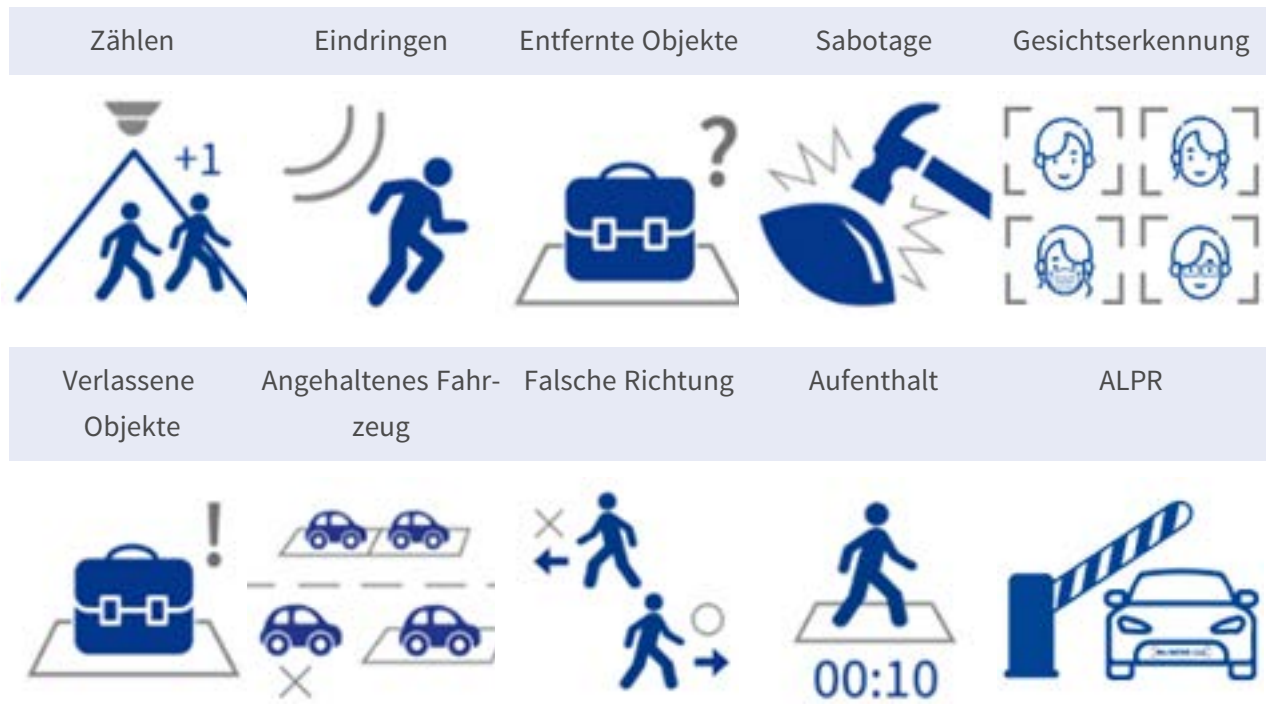 Zählen
Eindringen
Entfernte Objekte
Sabotage
Gesichtserkennung
+1
?
Verlassene
Objekte
Angehaltenes Fahr-
zeug
Falsche Richtung
Aufenthalt
ALPR
!
00:10